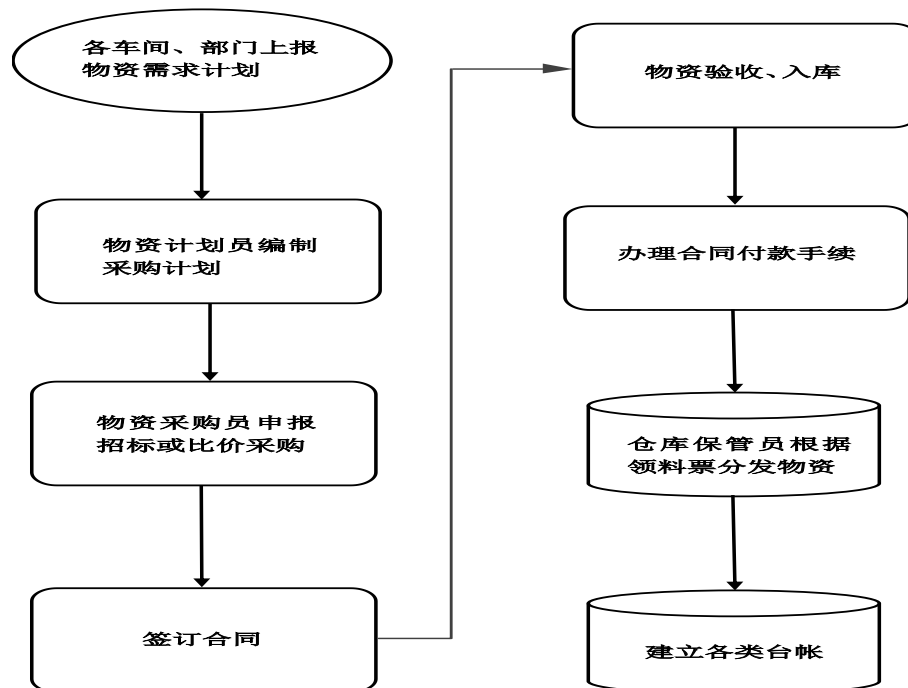 各车间、部门上报
物资需求计划
物资计划员编制
采购计划
物资采购员申报
招标或比价采购
签订合同
物资验收、入库
办理合同付款手续
仓库保管员根据
领料票分发物资
建立各类台帐